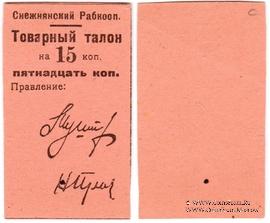 Снежнянский Рабкооп.
Товарный талон
на 15 коп.
пятнадцать коп.
Правление: